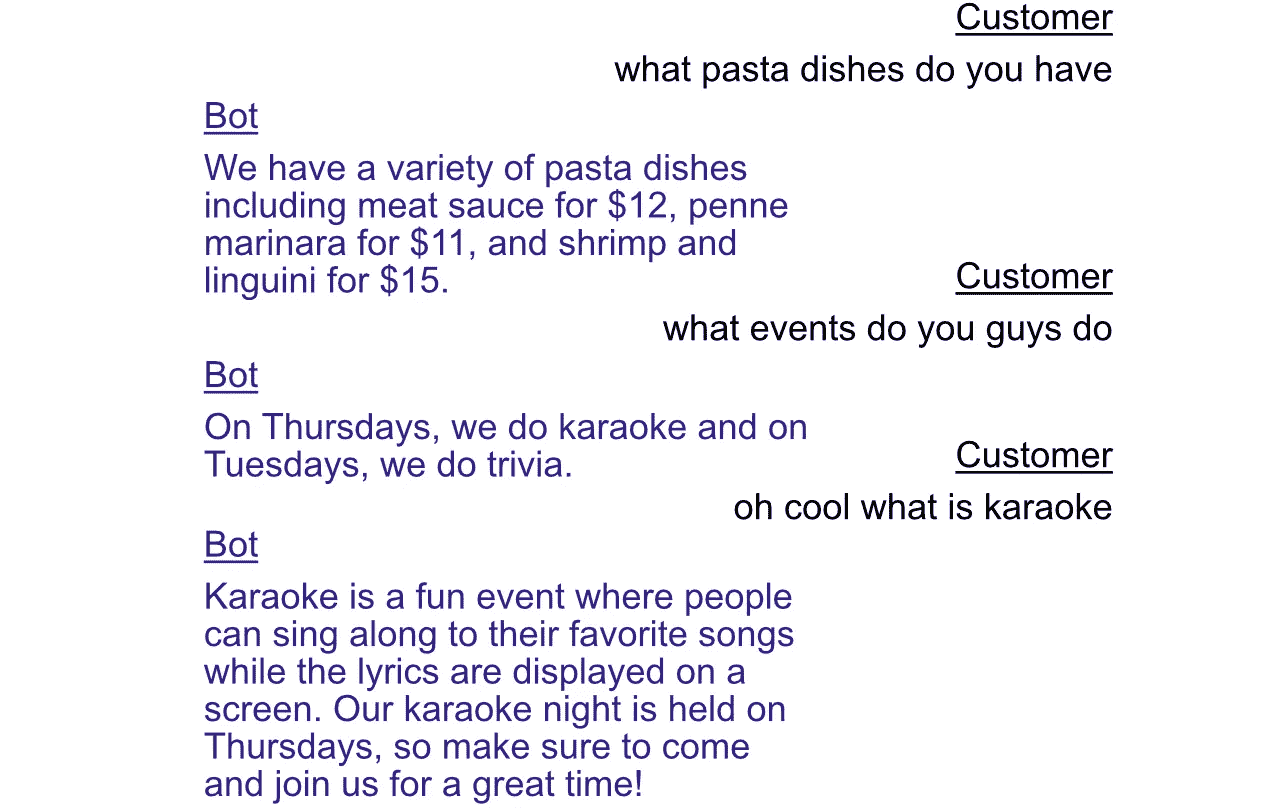 Customer
what pasta dishes do you have
Bot
We have a variety of pasta dishes
including meat sauce for $12, penne
marinara for $11, and shrimp and
linguini for $15.
Customer
what events do you guys do
Bot
On Thursdays, we do karaoke and on
Tuesdays, we do trivia.
Customer
oh cool what is karaoke
Bot
Karaoke is a fun event where people
can sing along to their favorite songs
while the lyrics are displayed on a
screen. Our karaoke night is held on
Thursdays, so make sure to come
and join us for a great time!